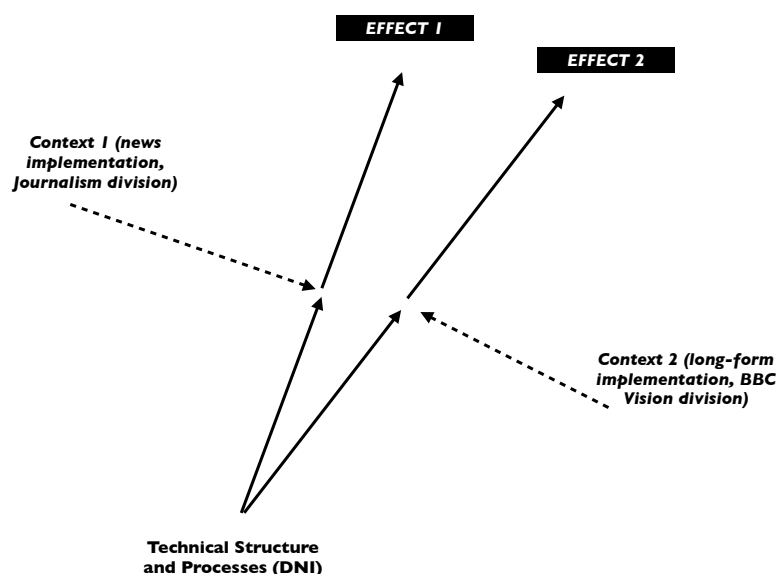 EFFECT 1
EFFECT 2
Context 1 (news
implementation,
Journalism division)
Context 2 (long-form
implementation, BBC
Vision division)
Technical Structure
and Processes (DNI)